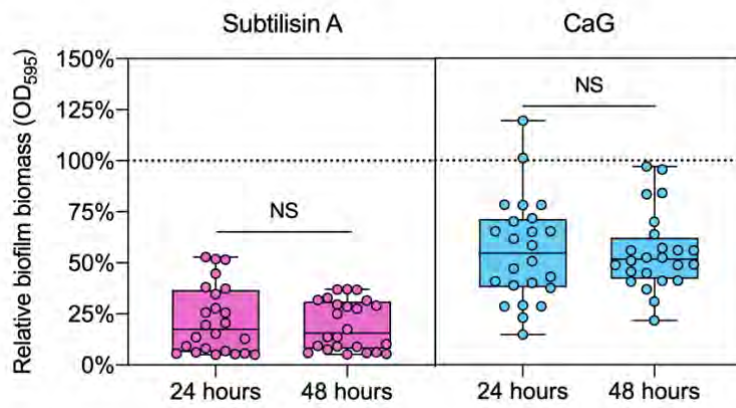 Subtilisin A CaG
Relative biofilm biomass (OD595)
150%
125%
100%
75%
50%
25%
0%
NS
NS
24 hours 48 hours 24 hours 48 hours